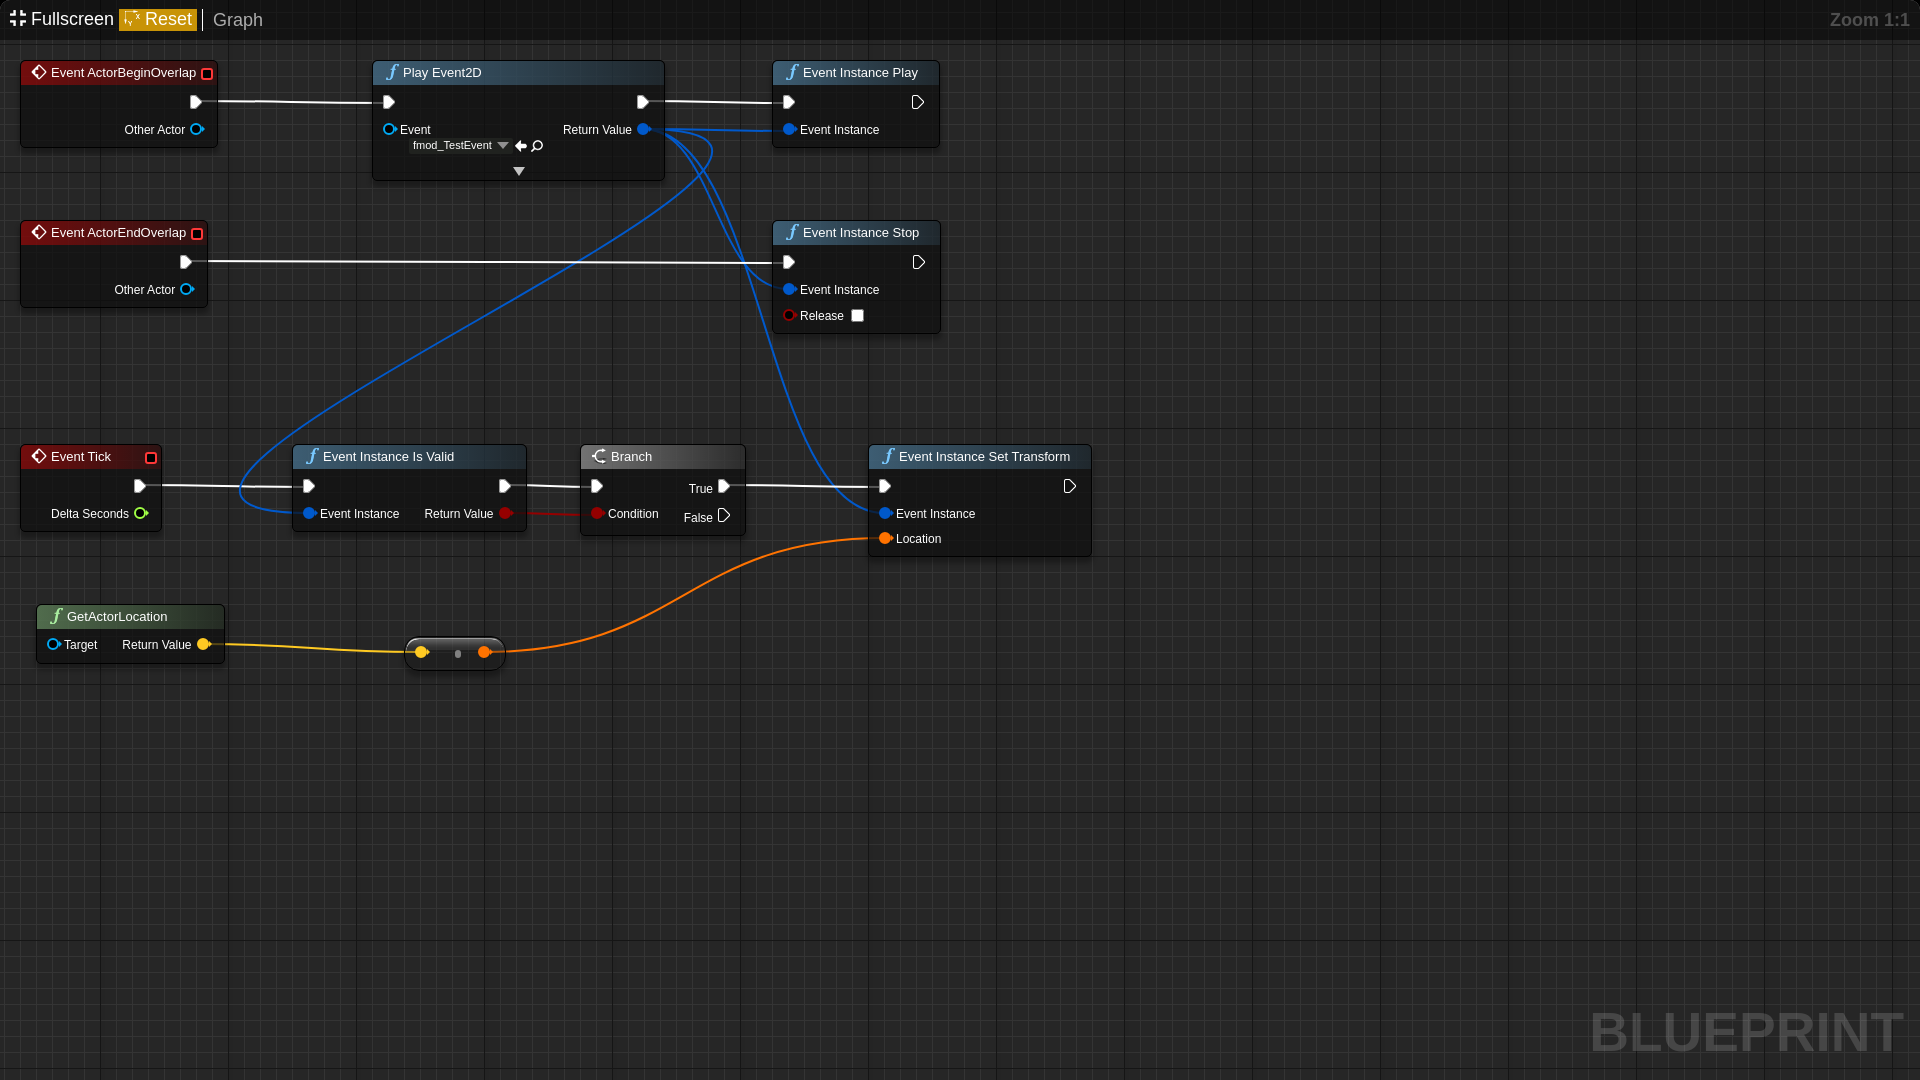 Fullscreen Reset Graph
Zoom 1:1
Event ActorBeginOverlap
Other Actor
Play Event2D
Event
Return Value
fmod_TestEvent
Event Instance Play
Event Instance
Event ActorEndOverlap
Other Actor
Event Instance Stop
Event Instance
Release
Event Tick
Delta Seconds
Event Instance Is Valid
Event Instance
Return Value
Branch
True
Condition
False
Event Instance Set Transform
Event Instance
Location
GetActorLocation
Target
Return Value
BLUEPRINT